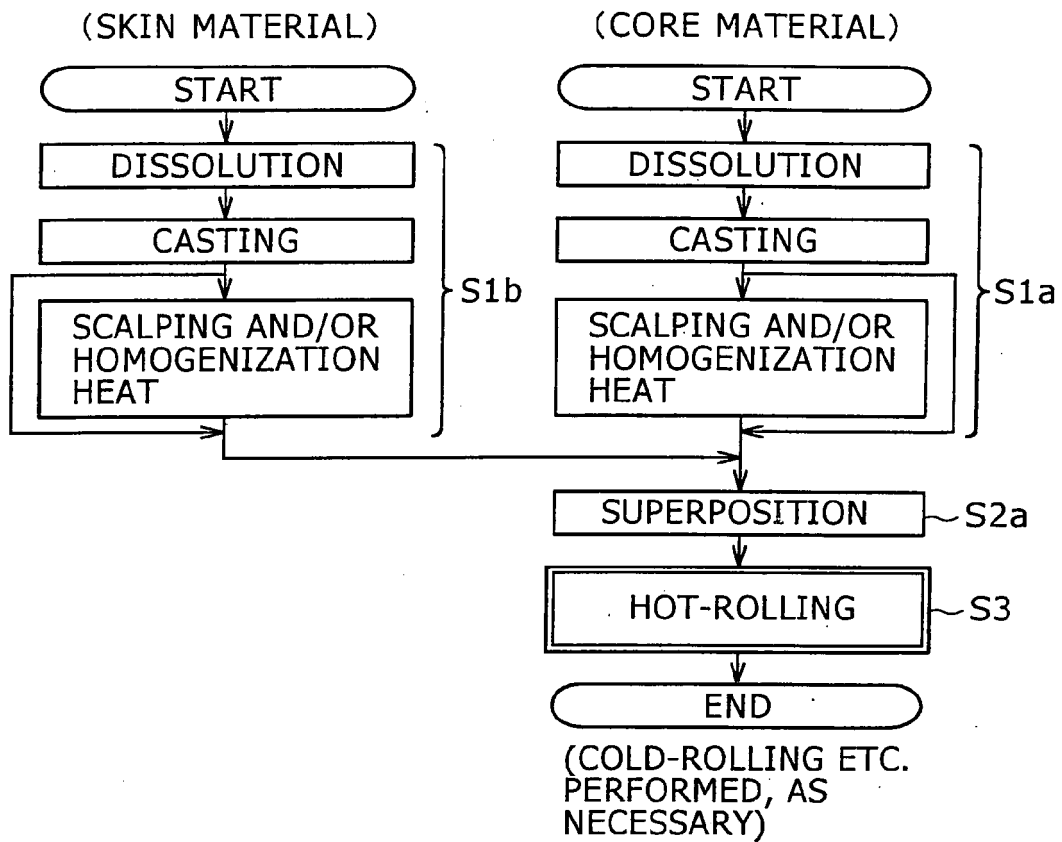 (SKIN MATERIAL)
START
DISSOLUTION
CASTING
SCALPING AND/OR
HOMOGENIZATION
HEAT
S1b
(CORE MATERIAL)
START
DISSOLUTION
CASTING
SCALPING AND/OR
HOMOGENIZATION
HEAT
S1a
SUPERPOSITION
S2a
HOT-ROLLING
S3
END
(COLD-ROLLING ETC.
PERFORMED, AS
NECESSARY)